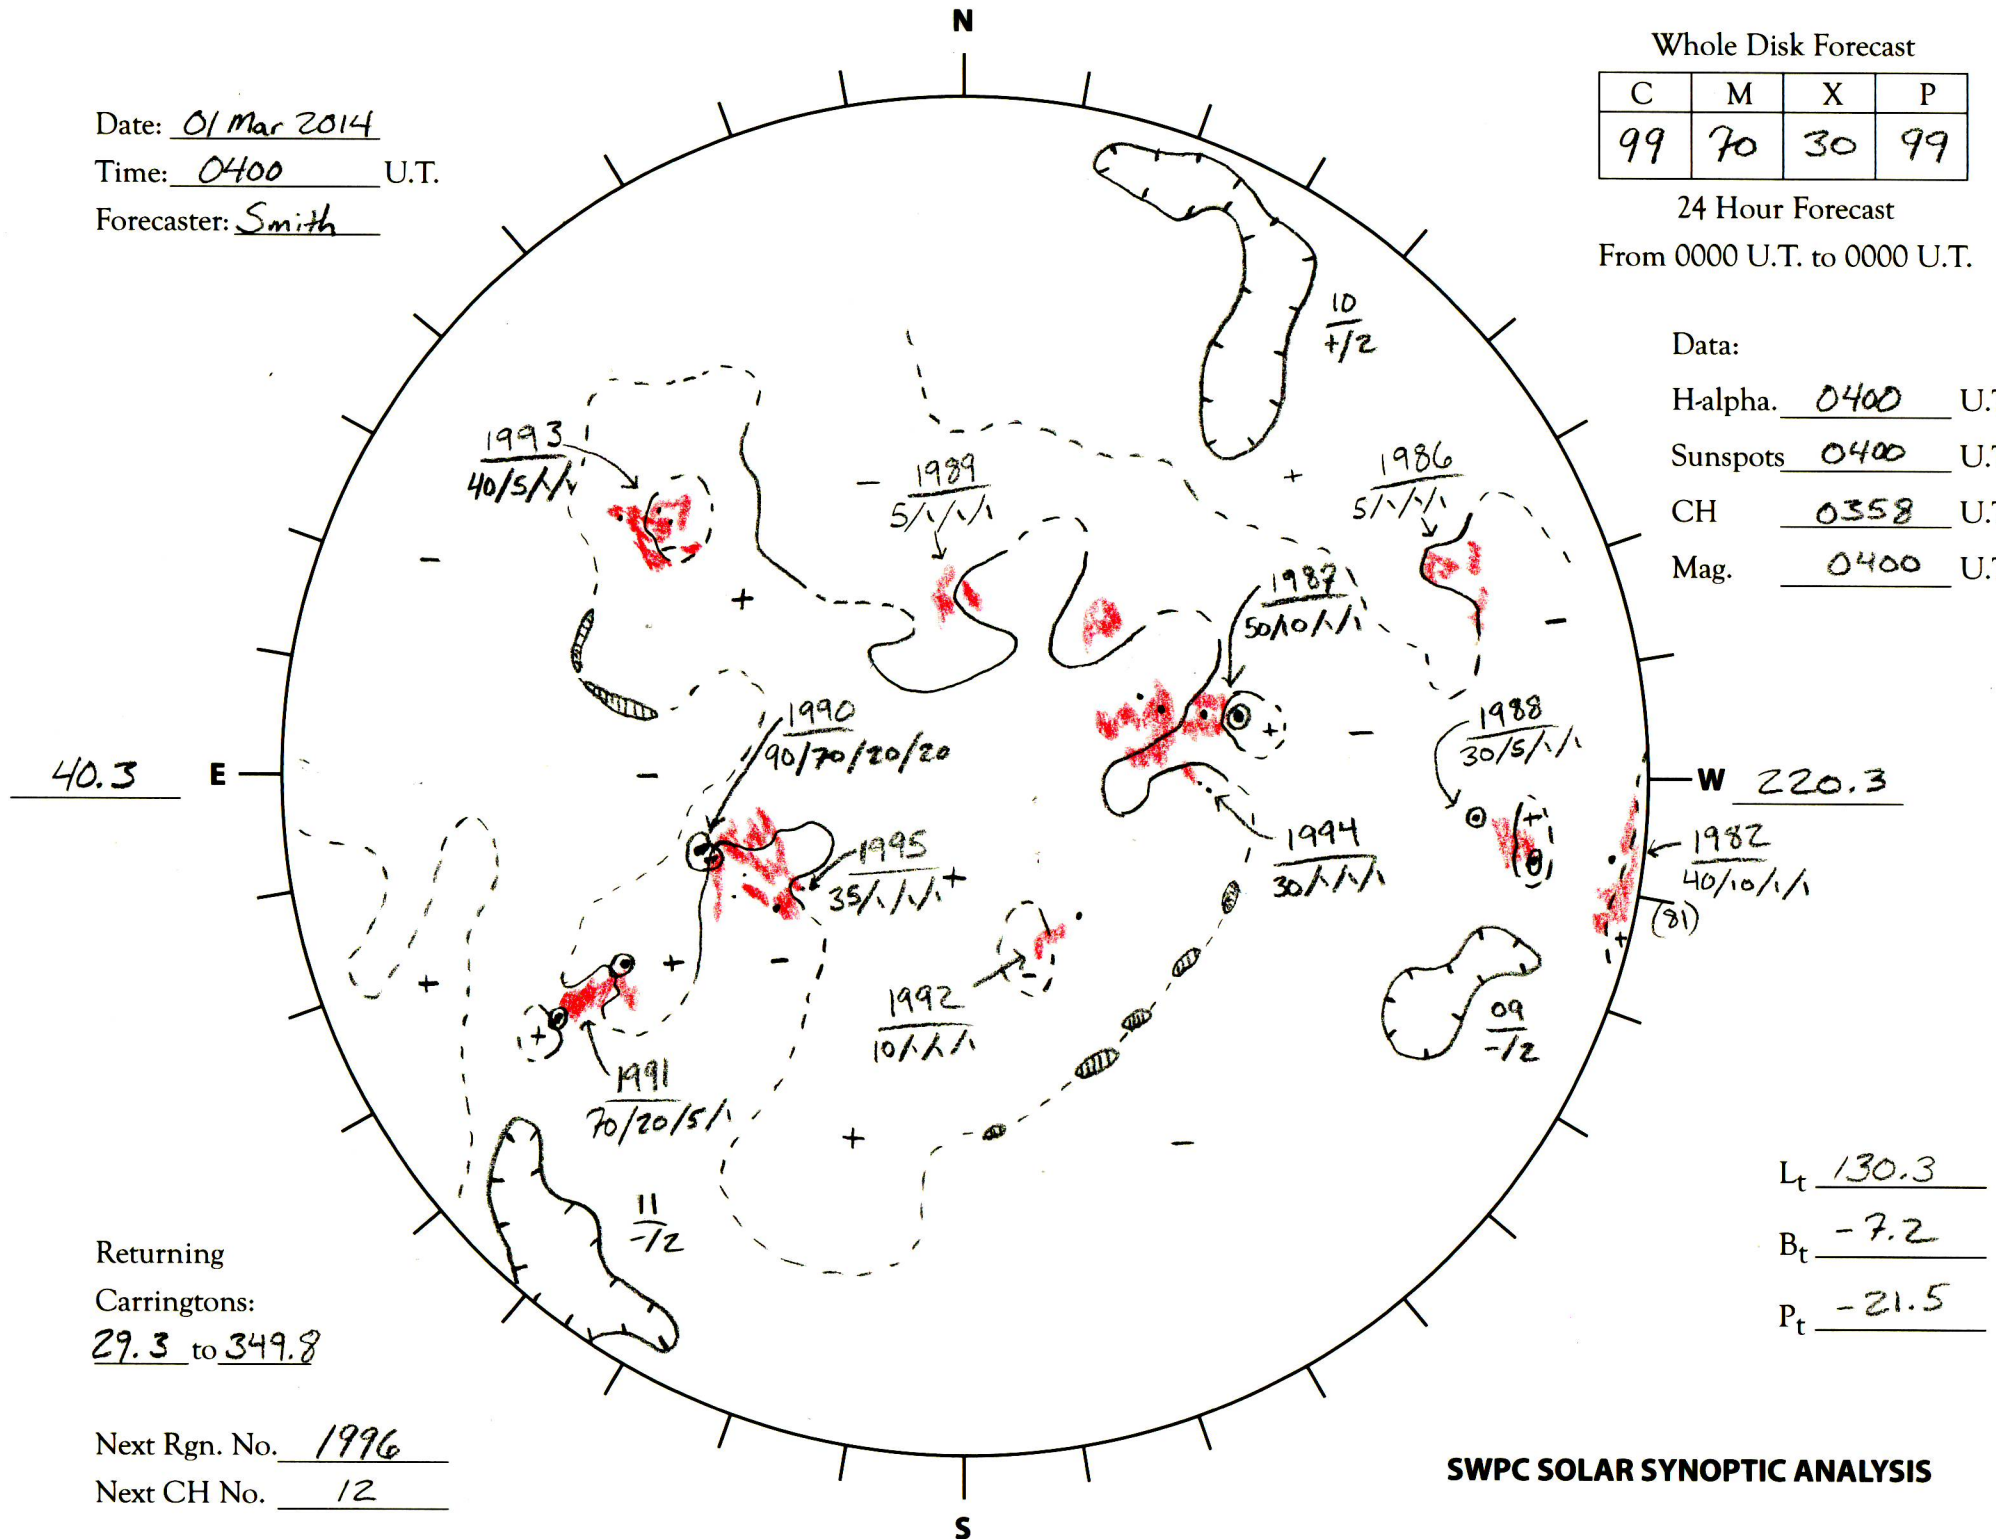 N
Date: 01 Mar 2014
Time: 0400 U.T.
Forecaster: Smith
Whole Disk Forecast
C M X P
99 70 30 99
24 Hour Forecast
From 0000 U.T. to 0000 U.T.
Data:
H-alpha. 0400 U.T
Sunspots 0400 U.T
CH 0358 U.T
Mag. 0400 U.T
10
+/2
1993
40/5/\/\
1989
5/\/\/\
1986
5/\/\/\
1987
50/10/\/\
1990
90/70/20/20
1988
30/5/\/\
40.3 E
W 220.3
1995
35/\/\/\
1994
30/\/\/\
1982
40/10/\/\
(81)
1992
10/\/\/\
09
-/2
1991
70/20/5/\
11
-/2
Lt 130.3
Bt -7.2
Pt -21.5
Returning
Carringtons:
29.3 to 349.8
Next Rgn. No. 1996
Next CH No. 12
SWPC SOLAR SYNOPTIC ANALYSIS
S